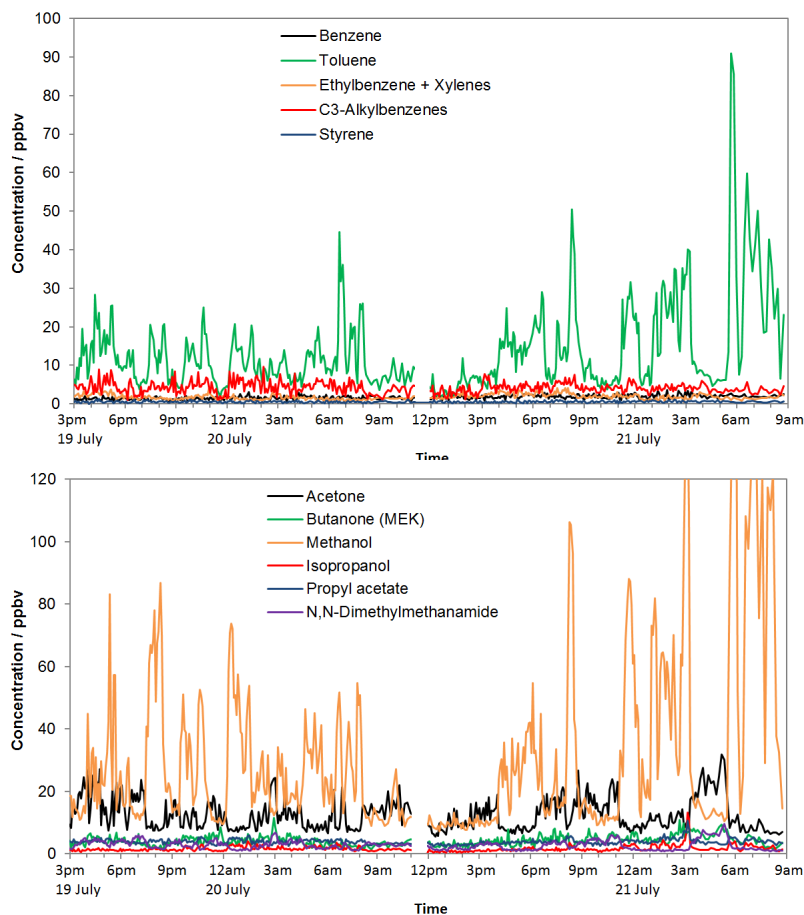 100
90
80
70
60
50
40
30
20
10
0
Concentration / ppbv
Benzene
Toluene
Ethylbenzene + Xylenes
C3-Alkylbenzenes
Styrene
3pm 6pm 9pm 12am 3am 6am 9am 12pm 3pm 6pm 9pm 12am 3am 6am 9am
19 July 20 July 21 July
Time
120
100
80
60
40
20
0
Concentration / ppbv
Acetone
Butanone (MEK)
Methanol
Isopropanol
Propyl acetate
N,N-Dimethylmethanamide
3pm 6pm 9pm 12am 3am 6am 9am 12pm 3pm 6pm 9pm 12am 3am 6am 9am
19 July 20 July 21 July
Time